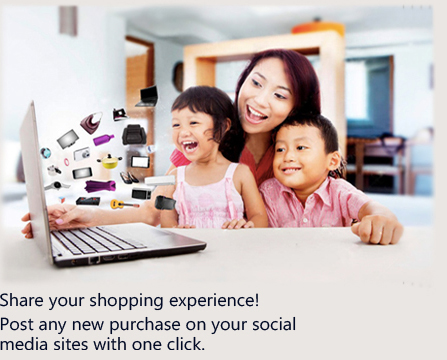 Share your shopping experience!
Post any new purchase on your social
media sites with one click.